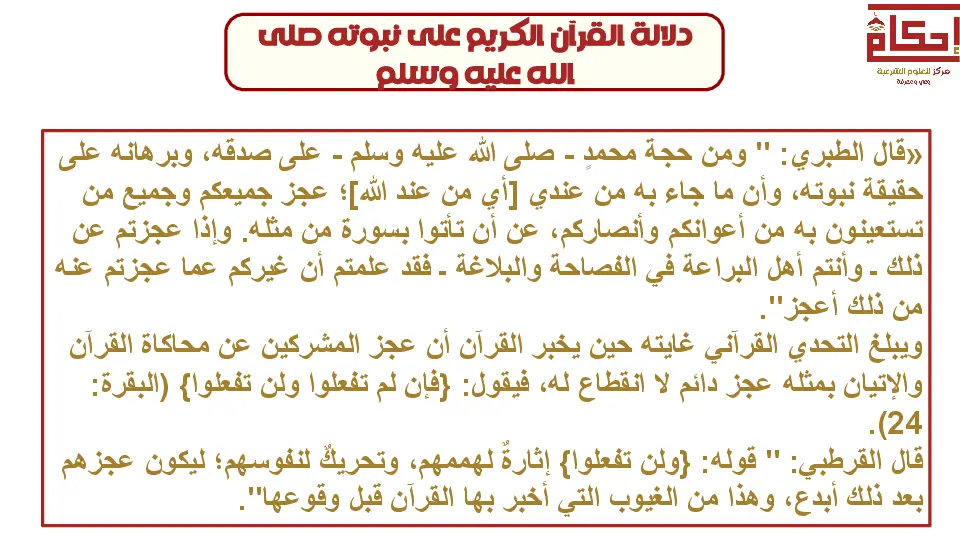 دلالة القرآن الكريم على نبوته صلى
الله عليه وسلم
إحكام
مركز للعلوم الشرعية
وعي ومعرفة
«قال الطبري: " ومن حجة محمدٍ - صلى الله عليه وسلم - على صدقه، وبرهانه على
حقيقة نبوته، وأن ما جاء به من عندي [أي من عند الله]؛ عجز جميعكم وجميع من
تستعينون به من أعوانكم وأنصاركم، عن أن تأتوا بسورة من مثله. وإذا عجزتم عن
ذلك ـ وأنتم أهل البراعة في الفصاحة والبلاغة ـ فقد علمتم أن غيركم عما عجزتم عنه
من ذلك أعجز".
ويبلغ التحدي القرآني غايته حين يخبر القرآن أن عجز المشركين عن محاكاة القرآن
والإتيان بمثله عجز دائم لا انقطاع له، فيقول: {فَإن لم تفعلوا ولن تفعلوا} (البقرة:
24).
قال القرطبي: " قوله: {ولن تفعلوا} إثارةٌ لهممهم، وتحريكٌ لنفوسهم؛ ليكون عجزهم
بعد ذلك أبدع، وهذا من الغيوب التي أخبر بها القرآن قبل وقوعها".